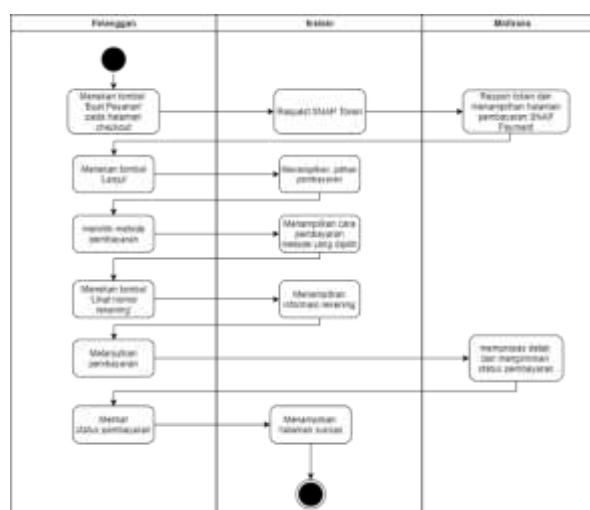 Pelanggan
Sistem
Midtrans
Menekan tombol
'Buat Pesanan'
pada halaman
checkout
Request SNAP Token
Respon token dan
menampilkan halaman
pembayaran SNAP
Payment
Menekan tombol
'Lanjut'
Menampilkan pilihan
pembayaran
memilih metode
pembayaran
Menampilkan cara
pembayaran
metode yang dipilih
Menekan tombol
'Lihat nomor
rekening'
Menampilkan
informasi rekening
Melanjutkan
pembayaran
memproses
dan mengirimkan
status pembayaran
Melihat
status pembayaran
Menampilkan
halaman sukses